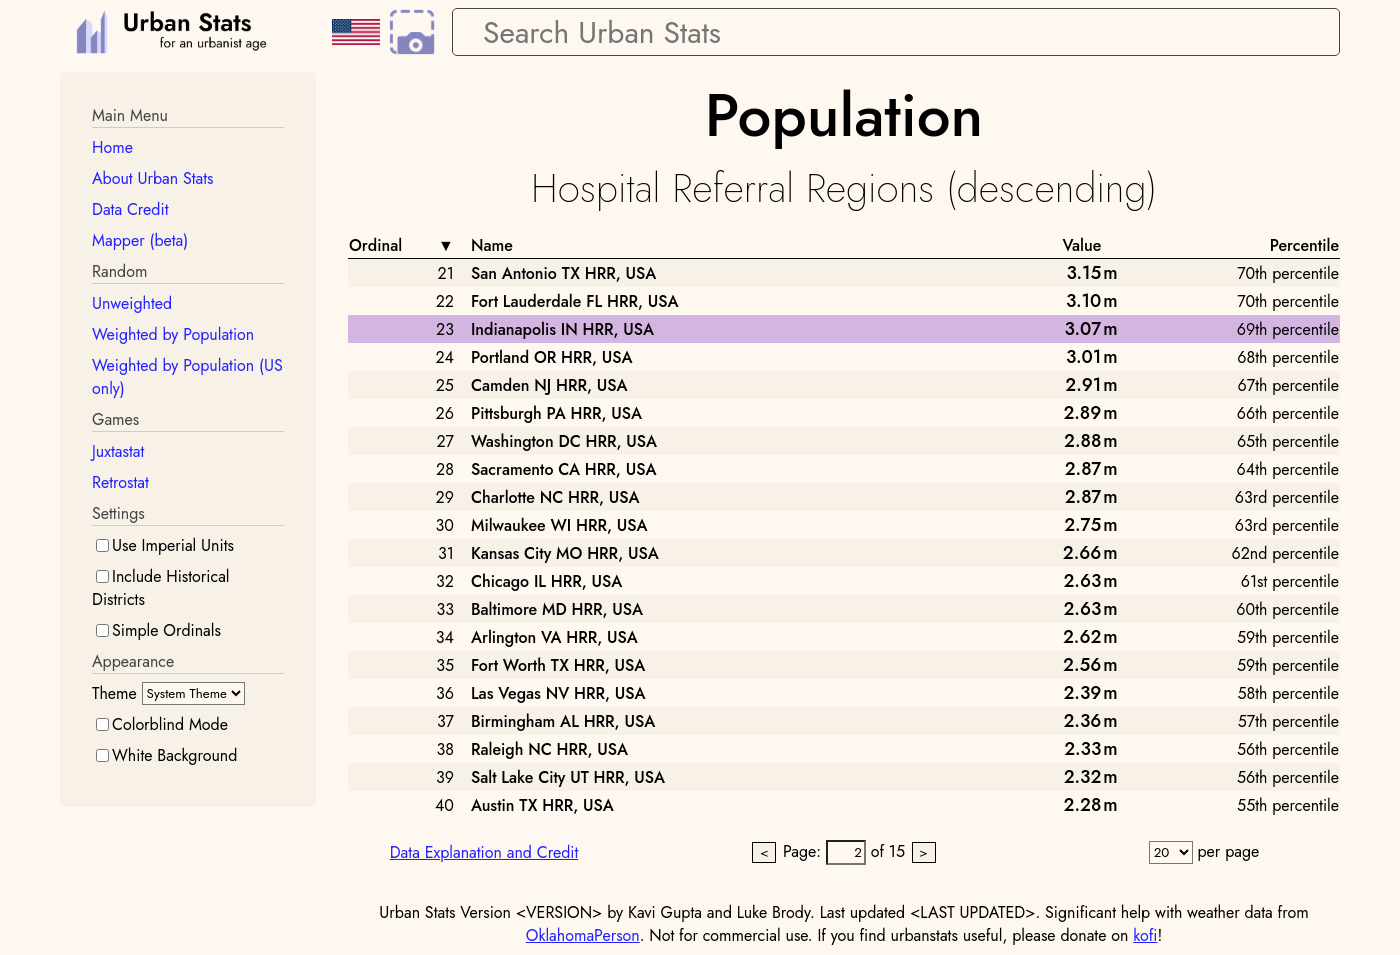 Urban Stats
for an urbanist age
Search Urban Stats
Main Menu
Home
About Urban Stats
Data Credit
Mapper (beta)
Random
Unweighted
Weighted by Population
Weighted by Population (US
only)
Games
Juxtastat
Retrostat
Settings
Use Imperial Units
Include Historical
Districts
Simple Ordinals
Appearance
Theme System Theme
Colorblind Mode
White Background
Population
Hospital Referral Regions (descending)
Ordinal ▼ Name Value Percentile
21 San Antonio TX HRR, USA 3.15 m 70th percentile
22 Fort Lauderdale FL HRR, USA 3.10 m 70th percentile
23 Indianapolis IN HRR, USA 3.07 m 69th percentile
24 Portland OR HRR, USA 3.01 m 68th percentile
25 Camden NJ HRR, USA 2.91 m 67th percentile
26 Pittsburgh PA HRR, USA 2.89 m 66th percentile
27 Washington DC HRR, USA 2.88 m 65th percentile
28 Sacramento CA HRR, USA 2.87 m 64th percentile
29 Charlotte NC HRR, USA 2.87 m 63rd percentile
30 Milwaukee WI HRR, USA 2.75 m 63rd percentile
31 Kansas City MO HRR, USA 2.66 m 62nd percentile
32 Chicago IL HRR, USA 2.63 m 61st percentile
33 Baltimore MD HRR, USA 2.63 m 60th percentile
34 Arlington VA HRR, USA 2.62 m 59th percentile
35 Fort Worth TX HRR, USA 2.56 m 59th percentile
36 Las Vegas NV HRR, USA 2.39 m 58th percentile
37 Birmingham AL HRR, USA 2.36 m 57th percentile
38 Raleigh NC HRR, USA 2.33 m 56th percentile
39 Salt Lake City UT HRR, USA 2.32 m 56th percentile
40 Austin TX HRR, USA 2.28 m 55th percentile
Data Explanation and Credit < Page: 2 of 15 > 20 per page
Urban Stats Version <VERSION> by Kavi Gupta and Luke Brody. Last updated <LAST UPDATED>. Significant help with weather data from
OklahomaPerson. Not for commercial use. If you find urbanstats useful, please donate on kofi!